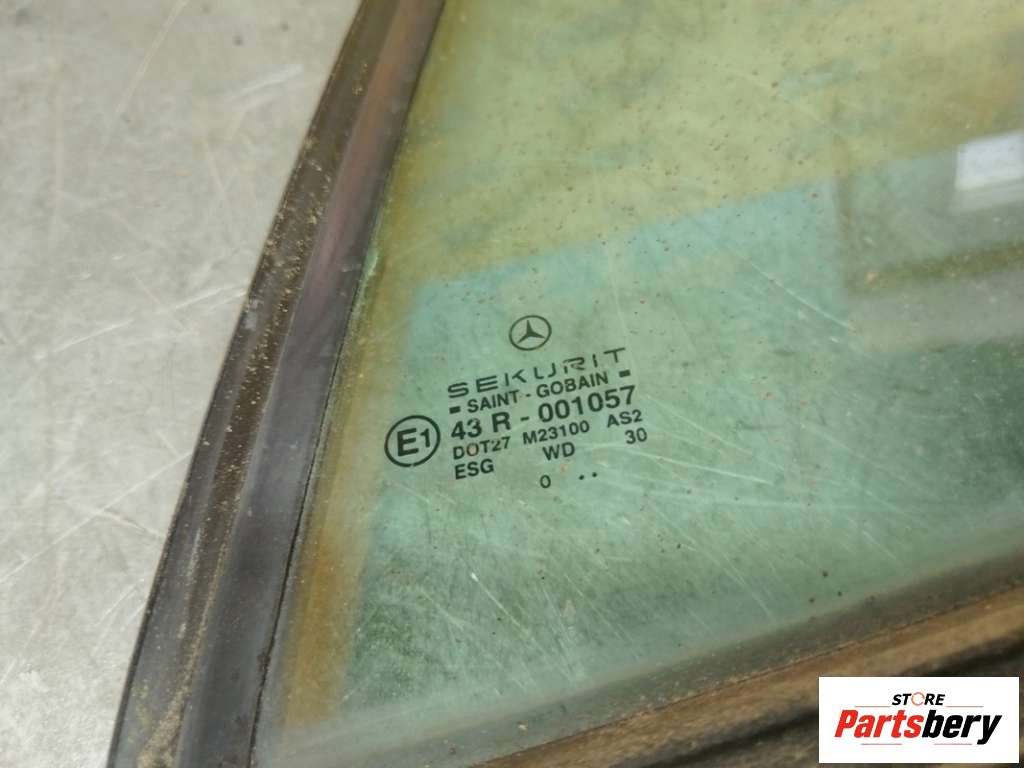 SEKURIT
SAINT - GOBAIN
E1
43 R - 001057
DOT27 M23100 AS2
ESG WD 30
0 ..
STORE
Partsbery